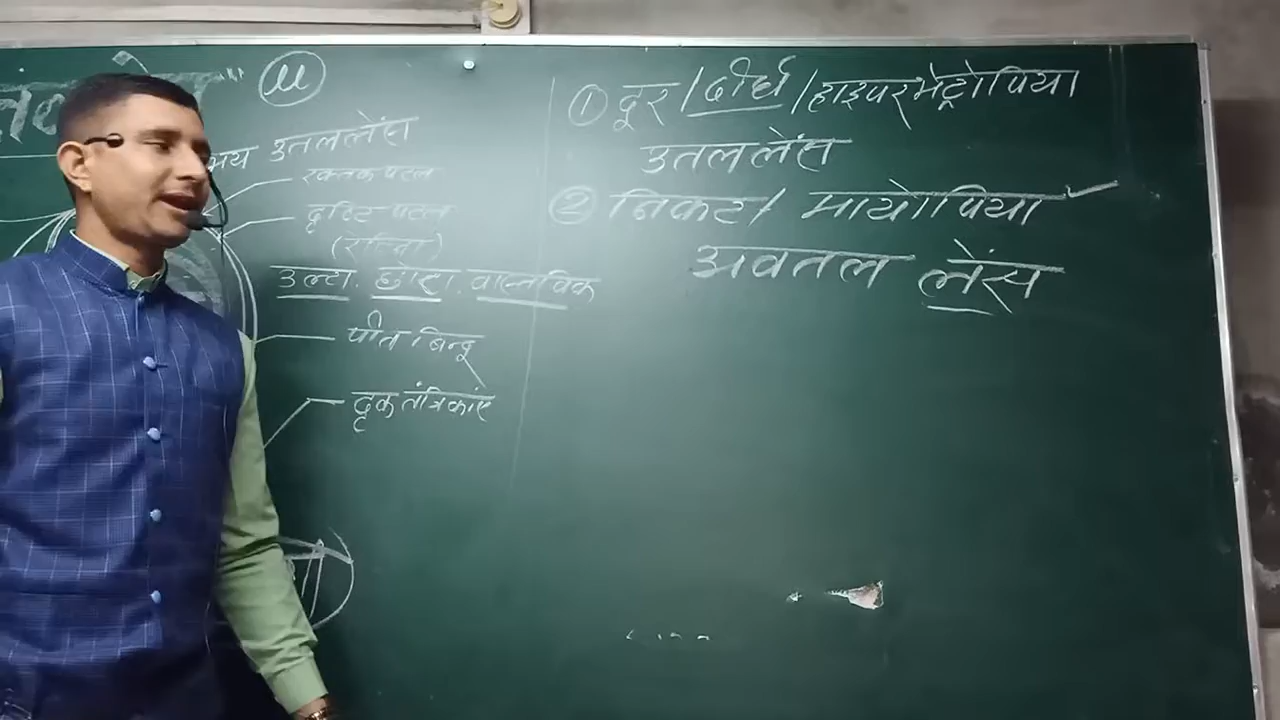 उतललेंस
रक्तक पटल
दृष्टि पटल
(रेटिना)
उल्टा. छोटा. वास्तविक
पीत बिन्दू
दृक तंत्रिकाएं
① दूर/दीर्घ/हाइपरमेट्रोपिया
उतललेंस
② निकट/ मायोपिया
अवतल लेंस